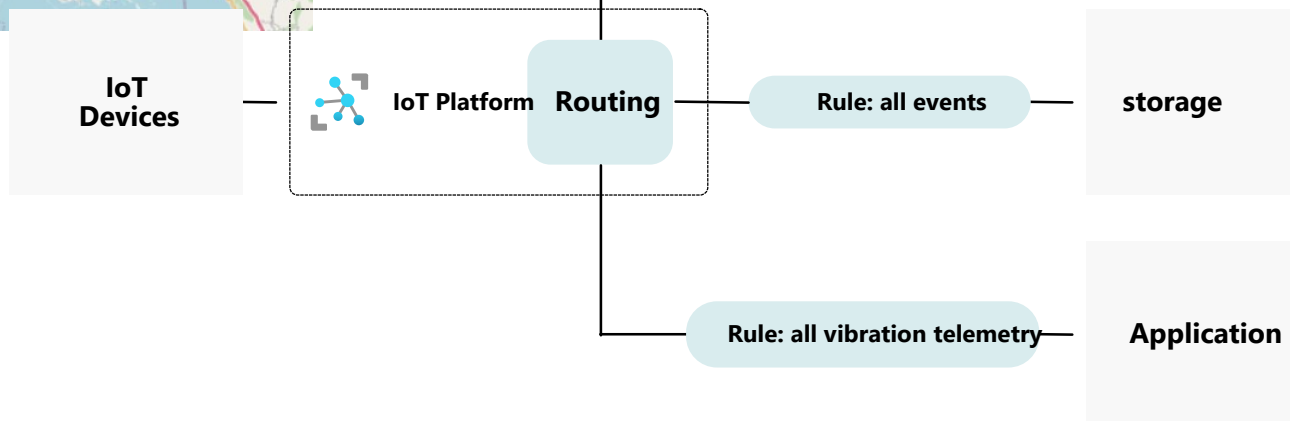 IoT
Devices
IoT Platform
Routing
Rule: all events
storage
Rule: all vibration telemetry
Application